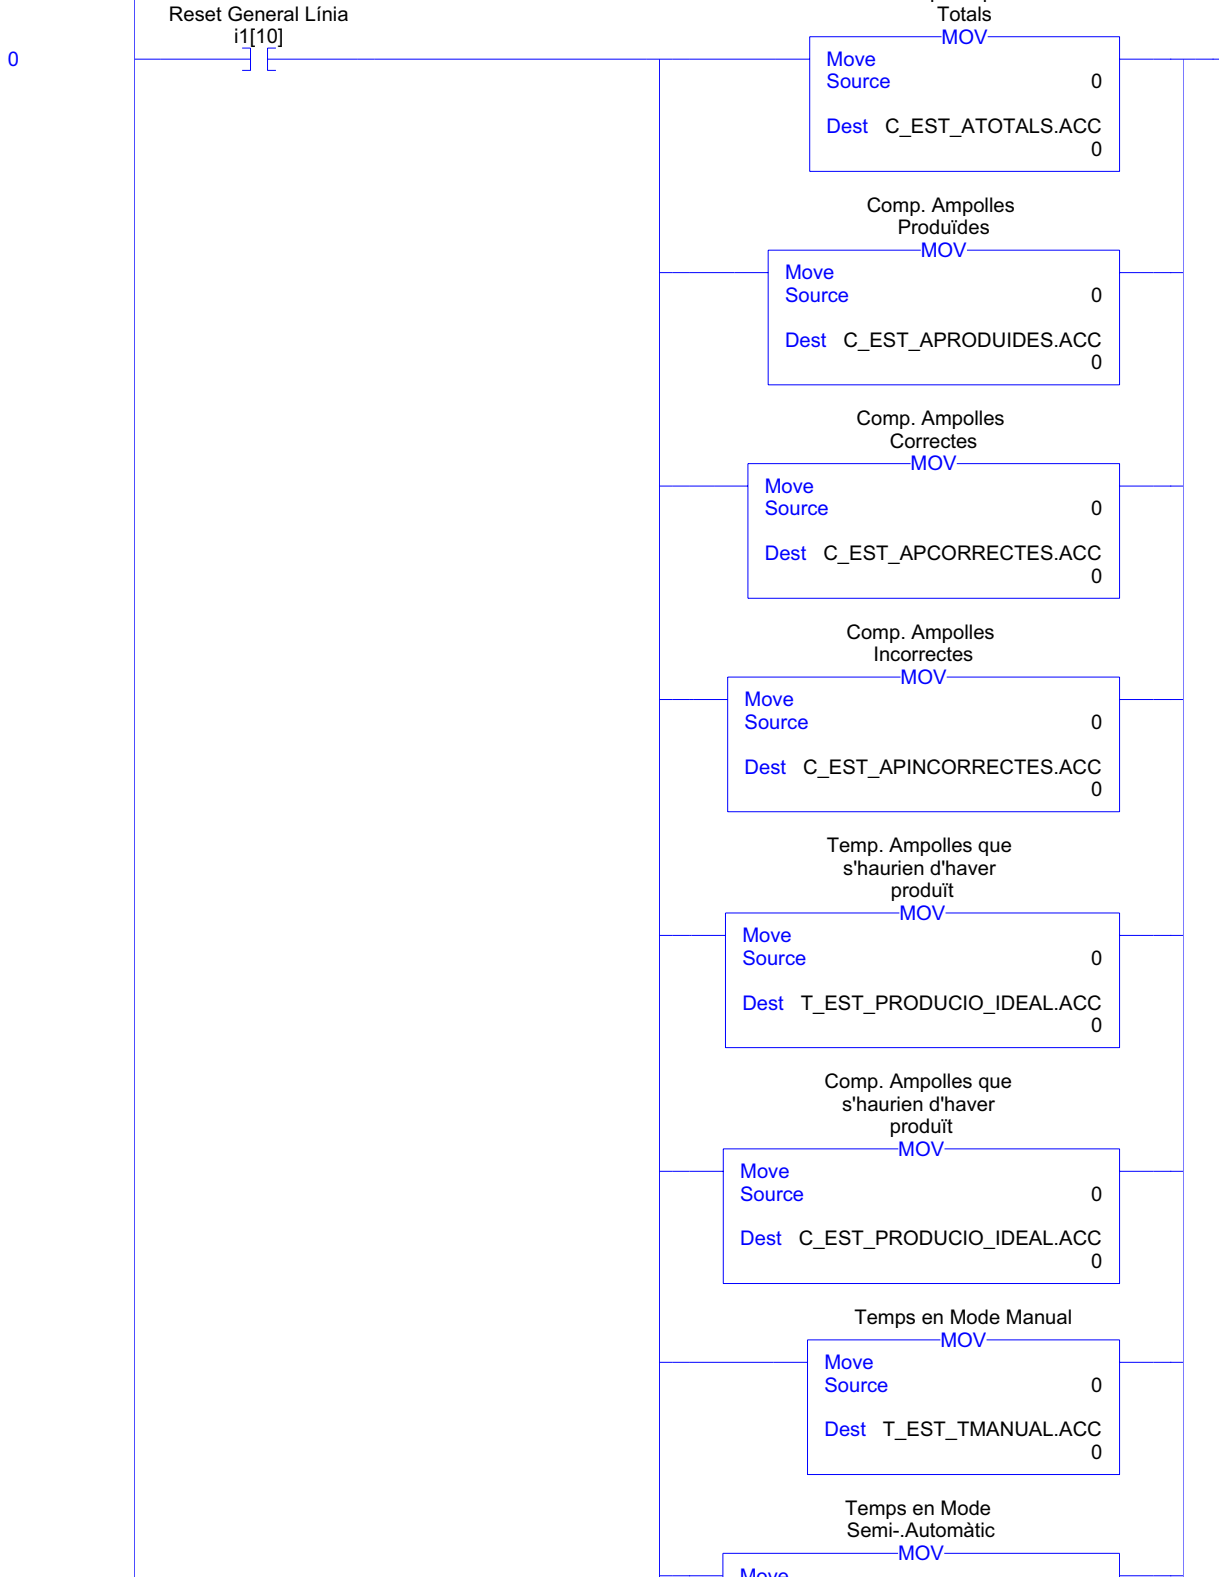 Reset General Línia
i1[10]
0
Totals
MOV
Move
Source 0
Dest C_EST_ATOTALS.ACC
0
Comp. Ampolles
Produïdes
MOV
Move
Source 0
Dest C_EST_APRODUIDES.ACC
0
Comp. Ampolles
Correctes
MOV
Move
Source 0
Dest C_EST_APCORRECTES.ACC
0
Comp. Ampolles
Incorrectes
MOV
Move
Source 0
Dest C_EST_APINCORRECTES.ACC
0
Temp. Ampolles que
s'haurien d'haver
produït
MOV
Move
Source 0
Dest T_EST_PRODUCIO_IDEAL.ACC
0
Comp. Ampolles que
s'haurien d'haver
produït
MOV
Move
Source 0
Dest C_EST_PRODUCIO_IDEAL.ACC
0
Temps en Mode Manual
MOV
Move
Source 0
Dest T_EST_TMANUAL.ACC
0
Temps en Mode
Semi-.Automàtic
MOV
Move